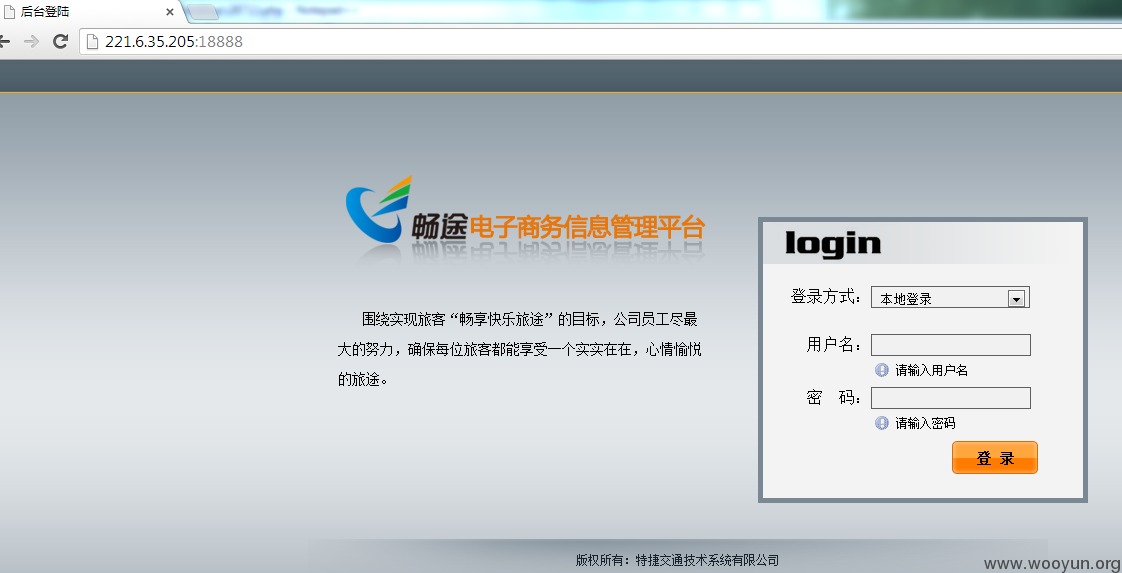 后台登陆
221.6.35.205:18888
畅途电子商务信息管理平台
围绕实现旅客“畅享快乐旅途”的目标，公司员工尽最
大的努力，确保每位旅客都能享受一个实实在在，心情愉悦
的旅途。
login
登录方式：
本地登录
用户名：
请输入用户名
密 码：
请输入密码
登 录
版权所有：特捷交通技术系统有限公司
www.wooyun.org